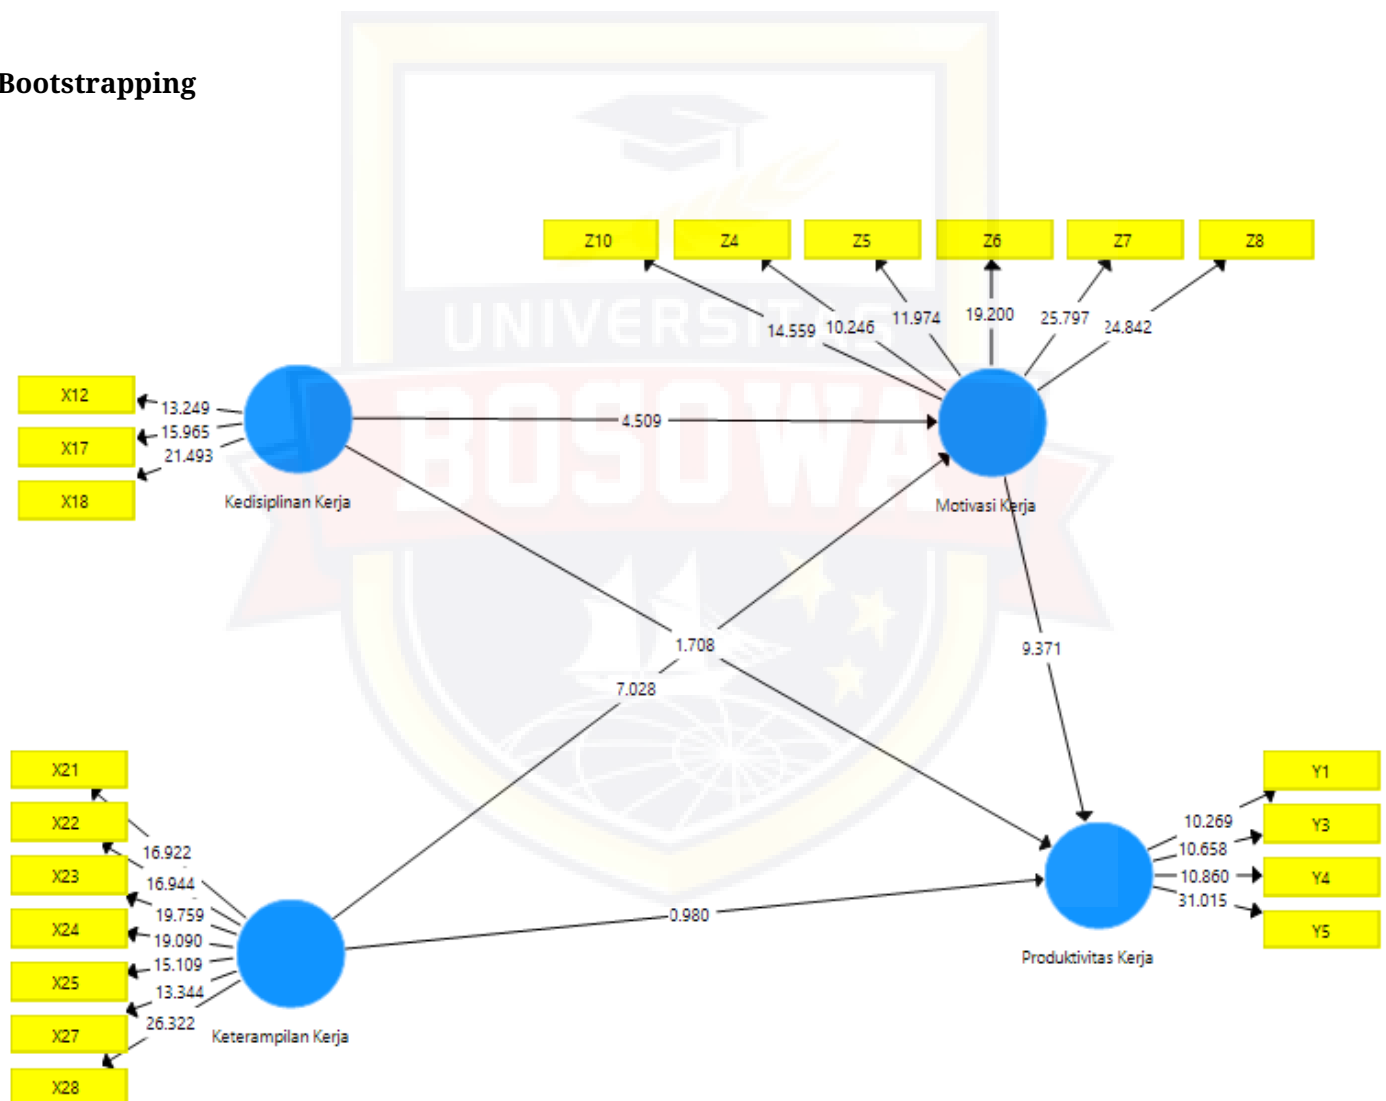 Bootstrapping
Z10 Z4 Z5 Z6 Z7 Z8
14.559 10.246 11.974 19.200 25.797 24.842
UNIVERSITAS
BOSOWA
X12
X17
X18
13.249
15.965
21.493
Kedisiplinan Kerja
4.509
Motivasi Kerja
1.708
7.028
9.371
X21
X22
X23
X24
X25
X27
X28
16.922
16.944
19.759
19.090
15.109
13.344
26.322
Keterampilan Kerja
0.980
10.269
10.658
10.860
31.015
Y1
Y3
Y4
Y5
Produktivitas Kerja